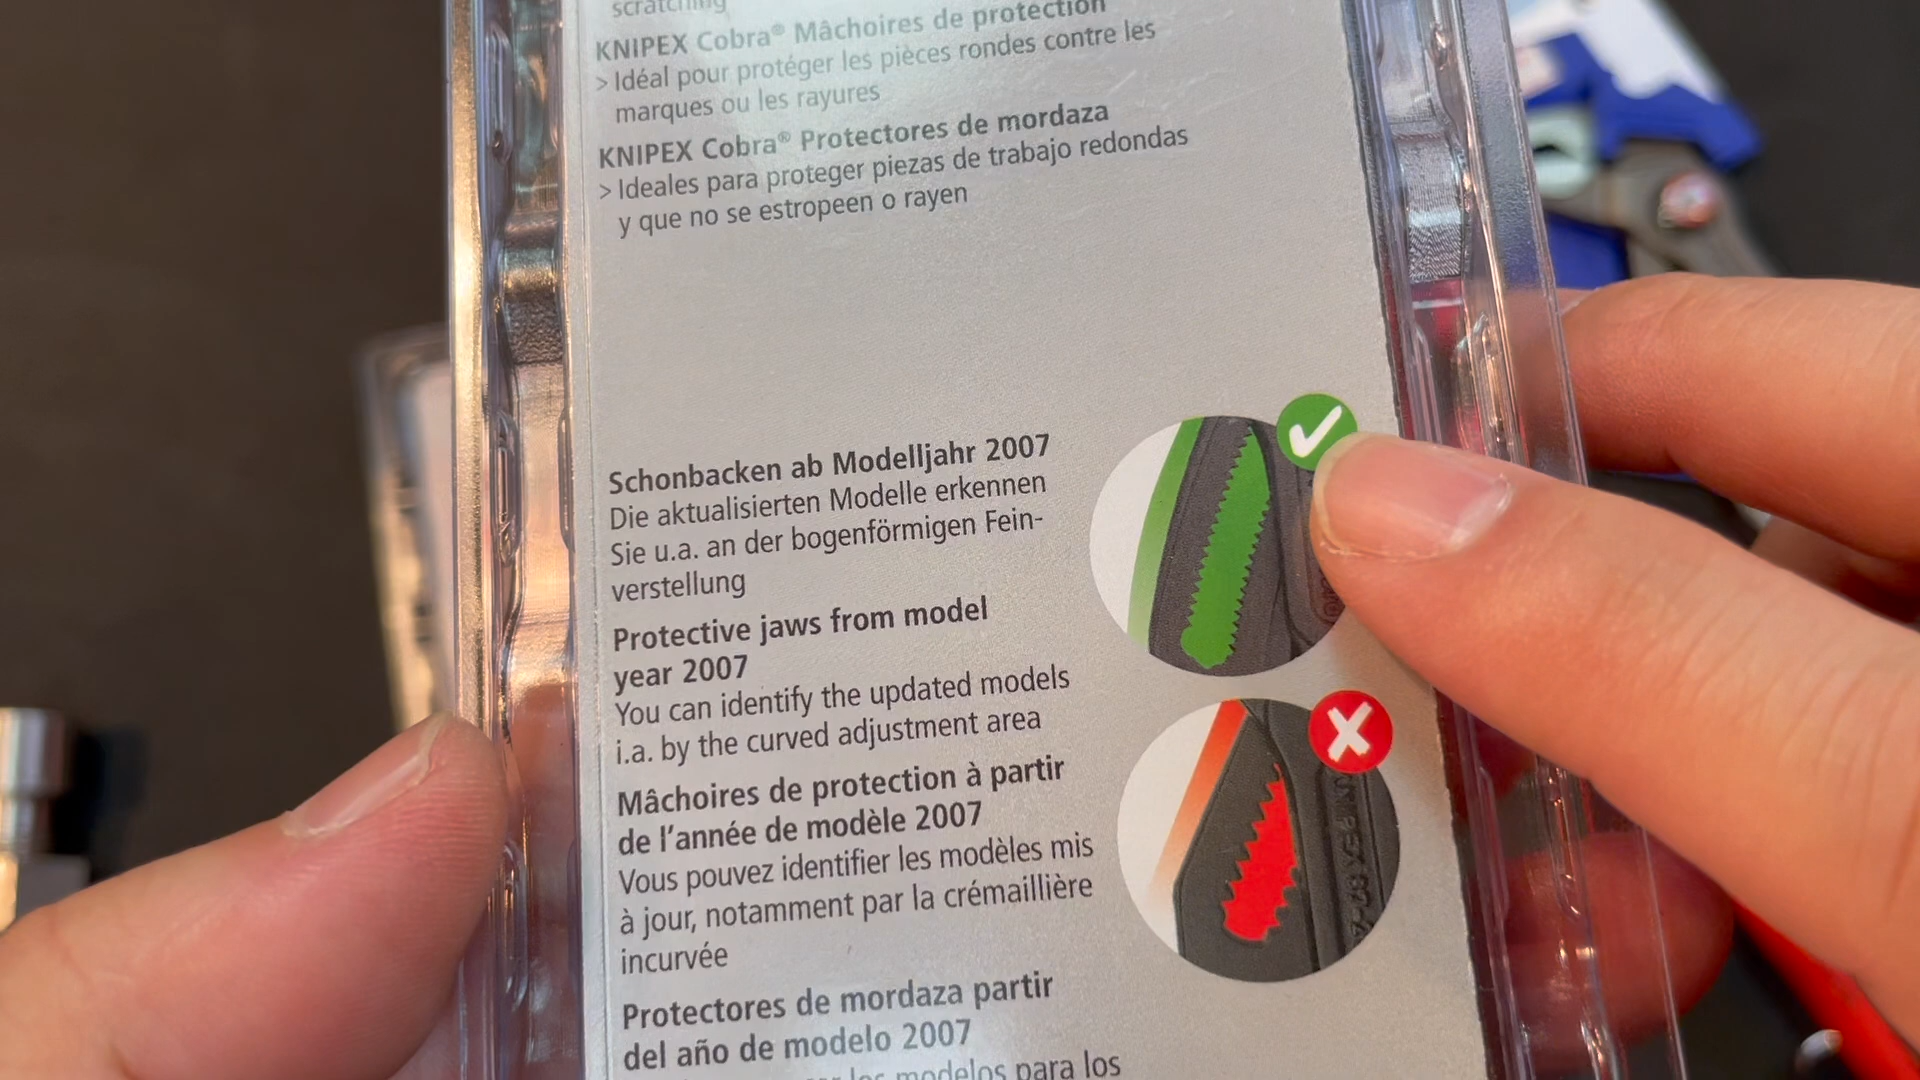 scratching
KNIPEX Cobra® Mâchoires de protection
> Idéal pour protéger les pièces rondes contre les
marques ou les rayures
KNIPEX Cobra® Protectores de mordaza
> Ideales para proteger piezas de trabajo redondas
y que no se estropeen o rayen
Schonbacken ab Modelljahr 2007
Die aktualisierten Modelle erkennen
Sie u.a. an der bogenförmigen Fein-
verstellung
Protective jaws from model
year 2007
You can identify the updated models
i.a. by the curved adjustment area
Mâchoires de protection à partir
de l'année de modèle 2007
Vous pouvez identifier les modèles mis
à jour, notamment par la crémaillière
incurvée
Protectores de mordaza partir
del año de modelo 2007
los modelos para los